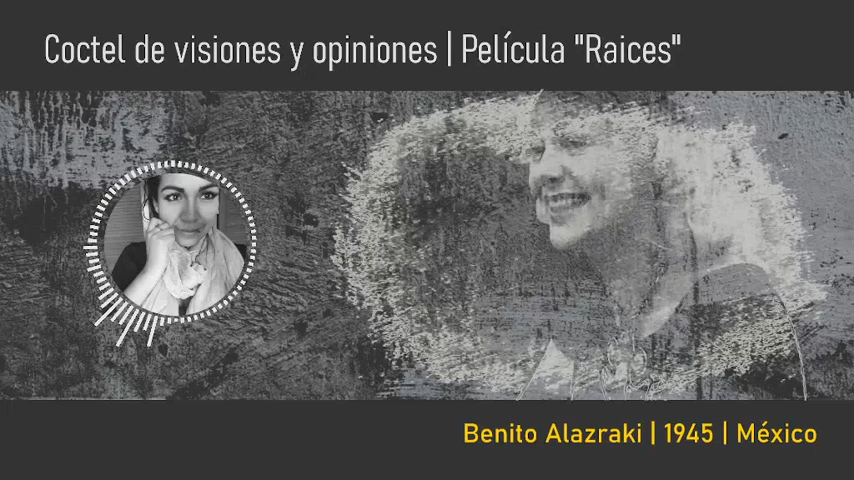 Coctel de visiones y opiniones | Película "Raices"
Benito Alazraki | 1945 | México